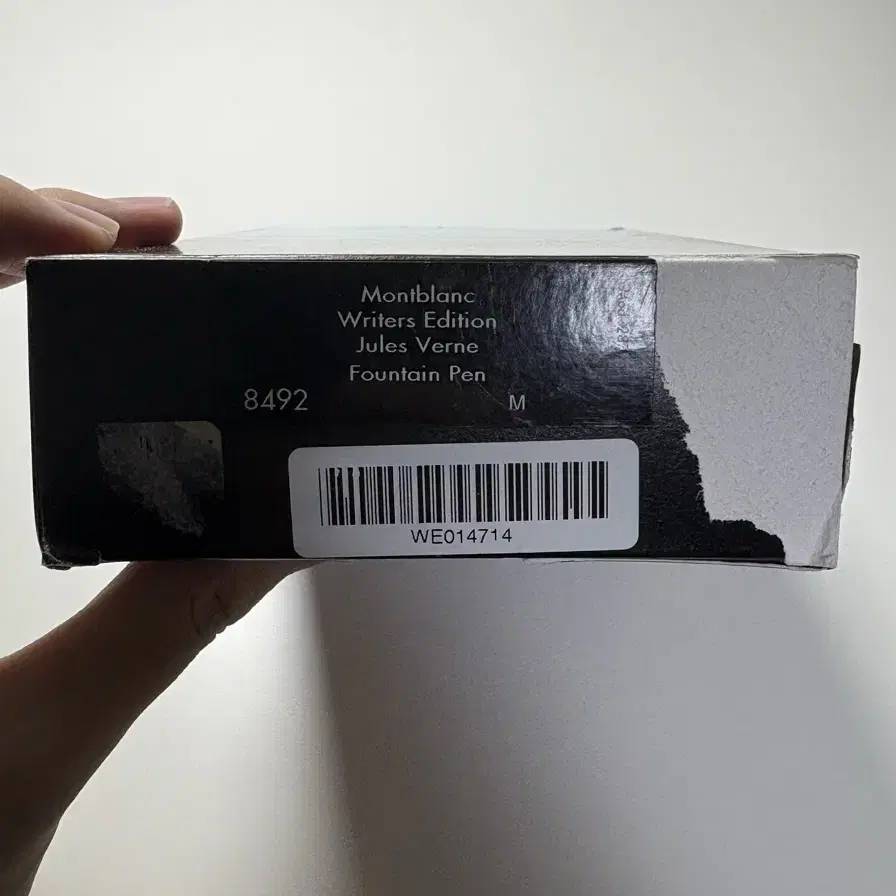 Montblanc
Writers Edition
Jules Verne
Fountain Pen
8492 M
WE014714